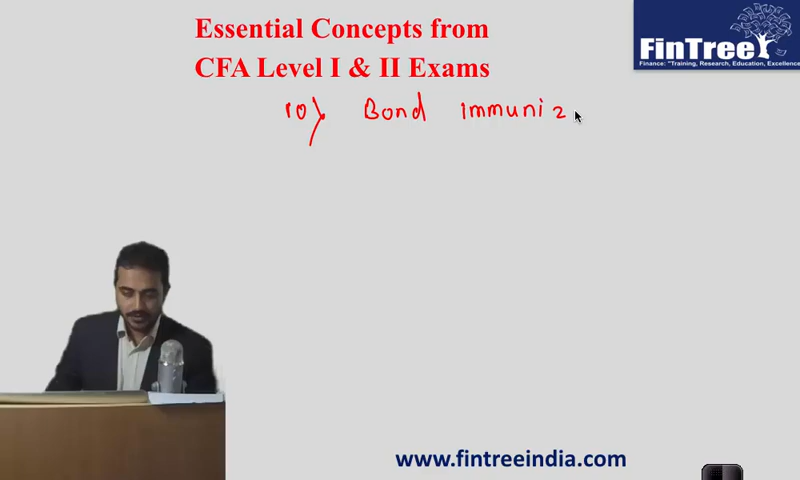 Essential Concepts from
CFA Level I & II Exams
FinTree
Finance: "Training, Research, Education, Excellence
10) Bond immuniz
www.fintreeindia.com